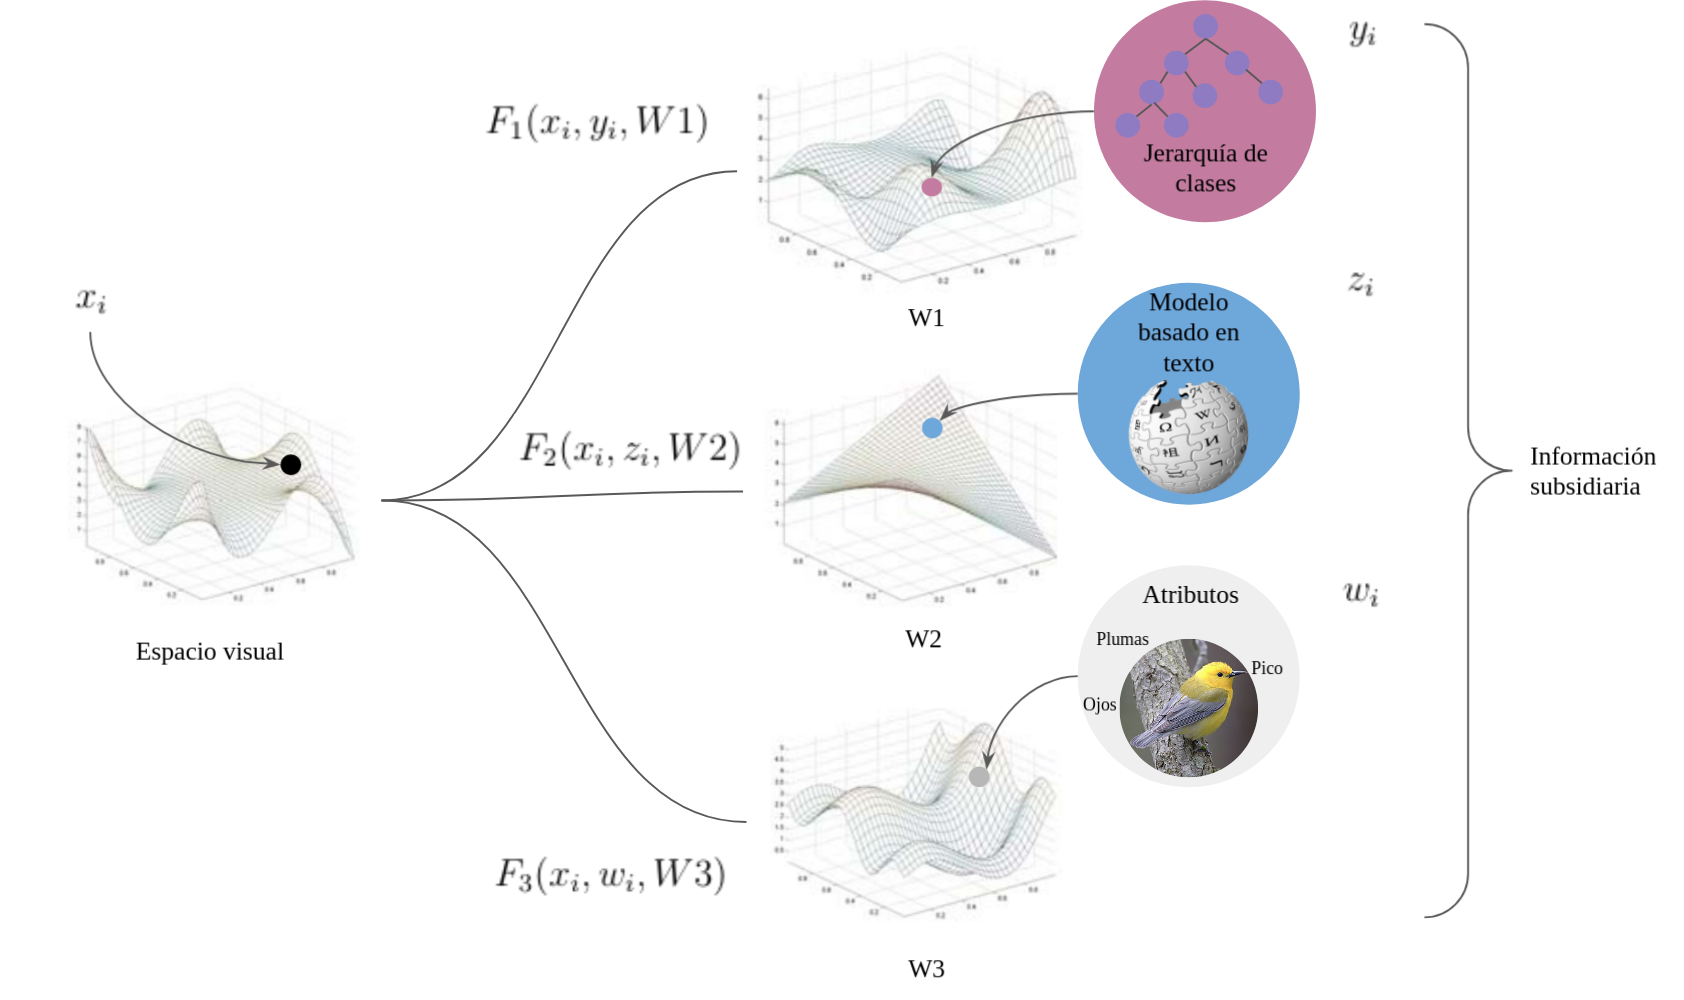 x_i
Espacio visual
F_1(x_i, y_i, W1)
F_2(x_i, z_i, W2)
F_3(x_i, w_i, W3)
W1
W2
W3
Jerarquía de
clases
y_i
Modelo
basado en
texto
z_i
Atributos
Plumas
Pico
Ojos
w_i
Información
subsidiaria